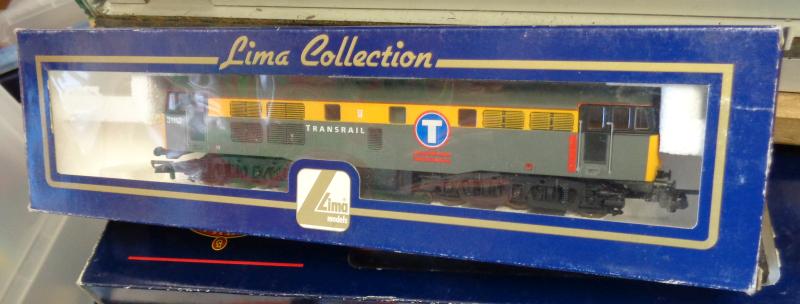 Lima Collection
TRANSRAIL
T
Lima
models